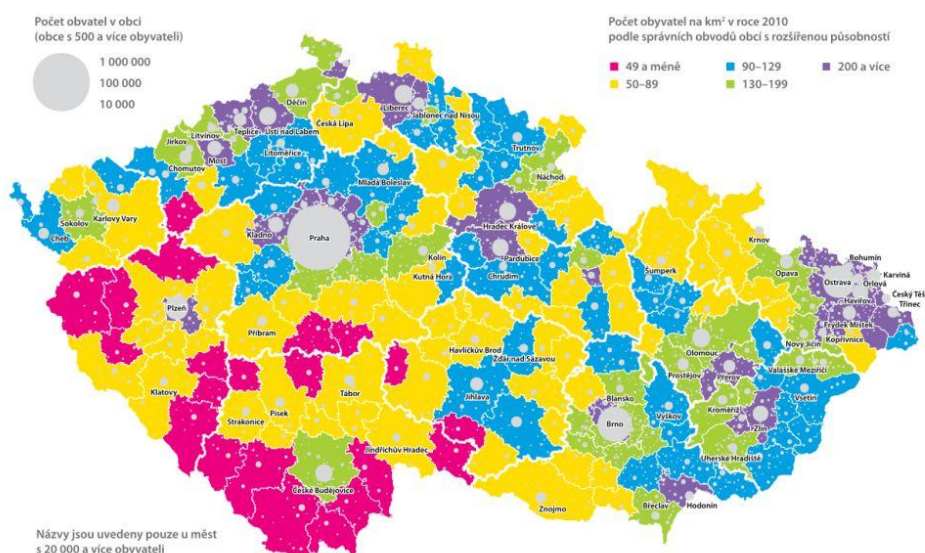 Počet obvatel v obci
(obce s 500 a více obyvateli)
1 000 000
100 000
10 000
Počet obyvatel na km² v roce 2010
podle správních obvodů obcí s rozšířenou působností
49 a méně
90–129
200 a více
50–89
130–199
Děčín
Liberec
Jablonec nad Nisou
Česká Lípa
Teplice
Ústí nad Labem
Litvínov
Jirkov
Most
Chomutov
Litoměřice
Trutnov
Mladá Boleslav
Náchod
Karlovy Vary
Sokolov
Cheb
Kladno
Praha
Hradec Králové
Pardubice
Kolín
Kutná Hora
Chrudim
Krnov
Šumperk
Opava
Bohumín
Karviná
Ostrava
Orlová
Havířov
Český Těš
Třinec
Frýdek Místek
Kopřivnice
Nový Jičín
Plzeň
Příbram
Havlíčkův Brod
Žďár nad Sázavou
Olomouc
Valašské Meziříčí
Prostějov
Přerov
Klatovy
Tábor
Jihlava
Blansko
Kroměříž
Vsetín
Písek
Strakonice
Brno
Vyškov
Zlín
Jindřichův Hradec
Uherské Hradiště
České Budějovice
Znojmo
Břeclav
Hodonín
Názvy jsou uvedeny pouze u měst
s 20 000 a více obyvateli